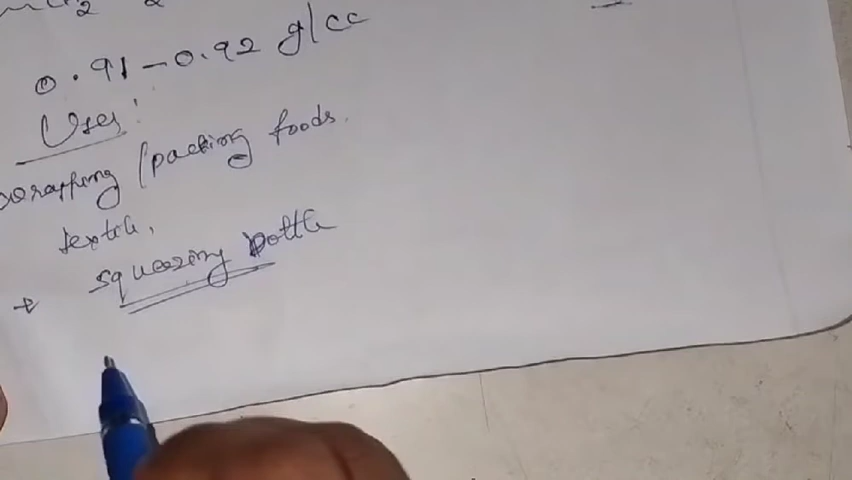 0.91-0.92 g/cc
Uses:
wrapping/packing foods.
textile,
squeezing bottle